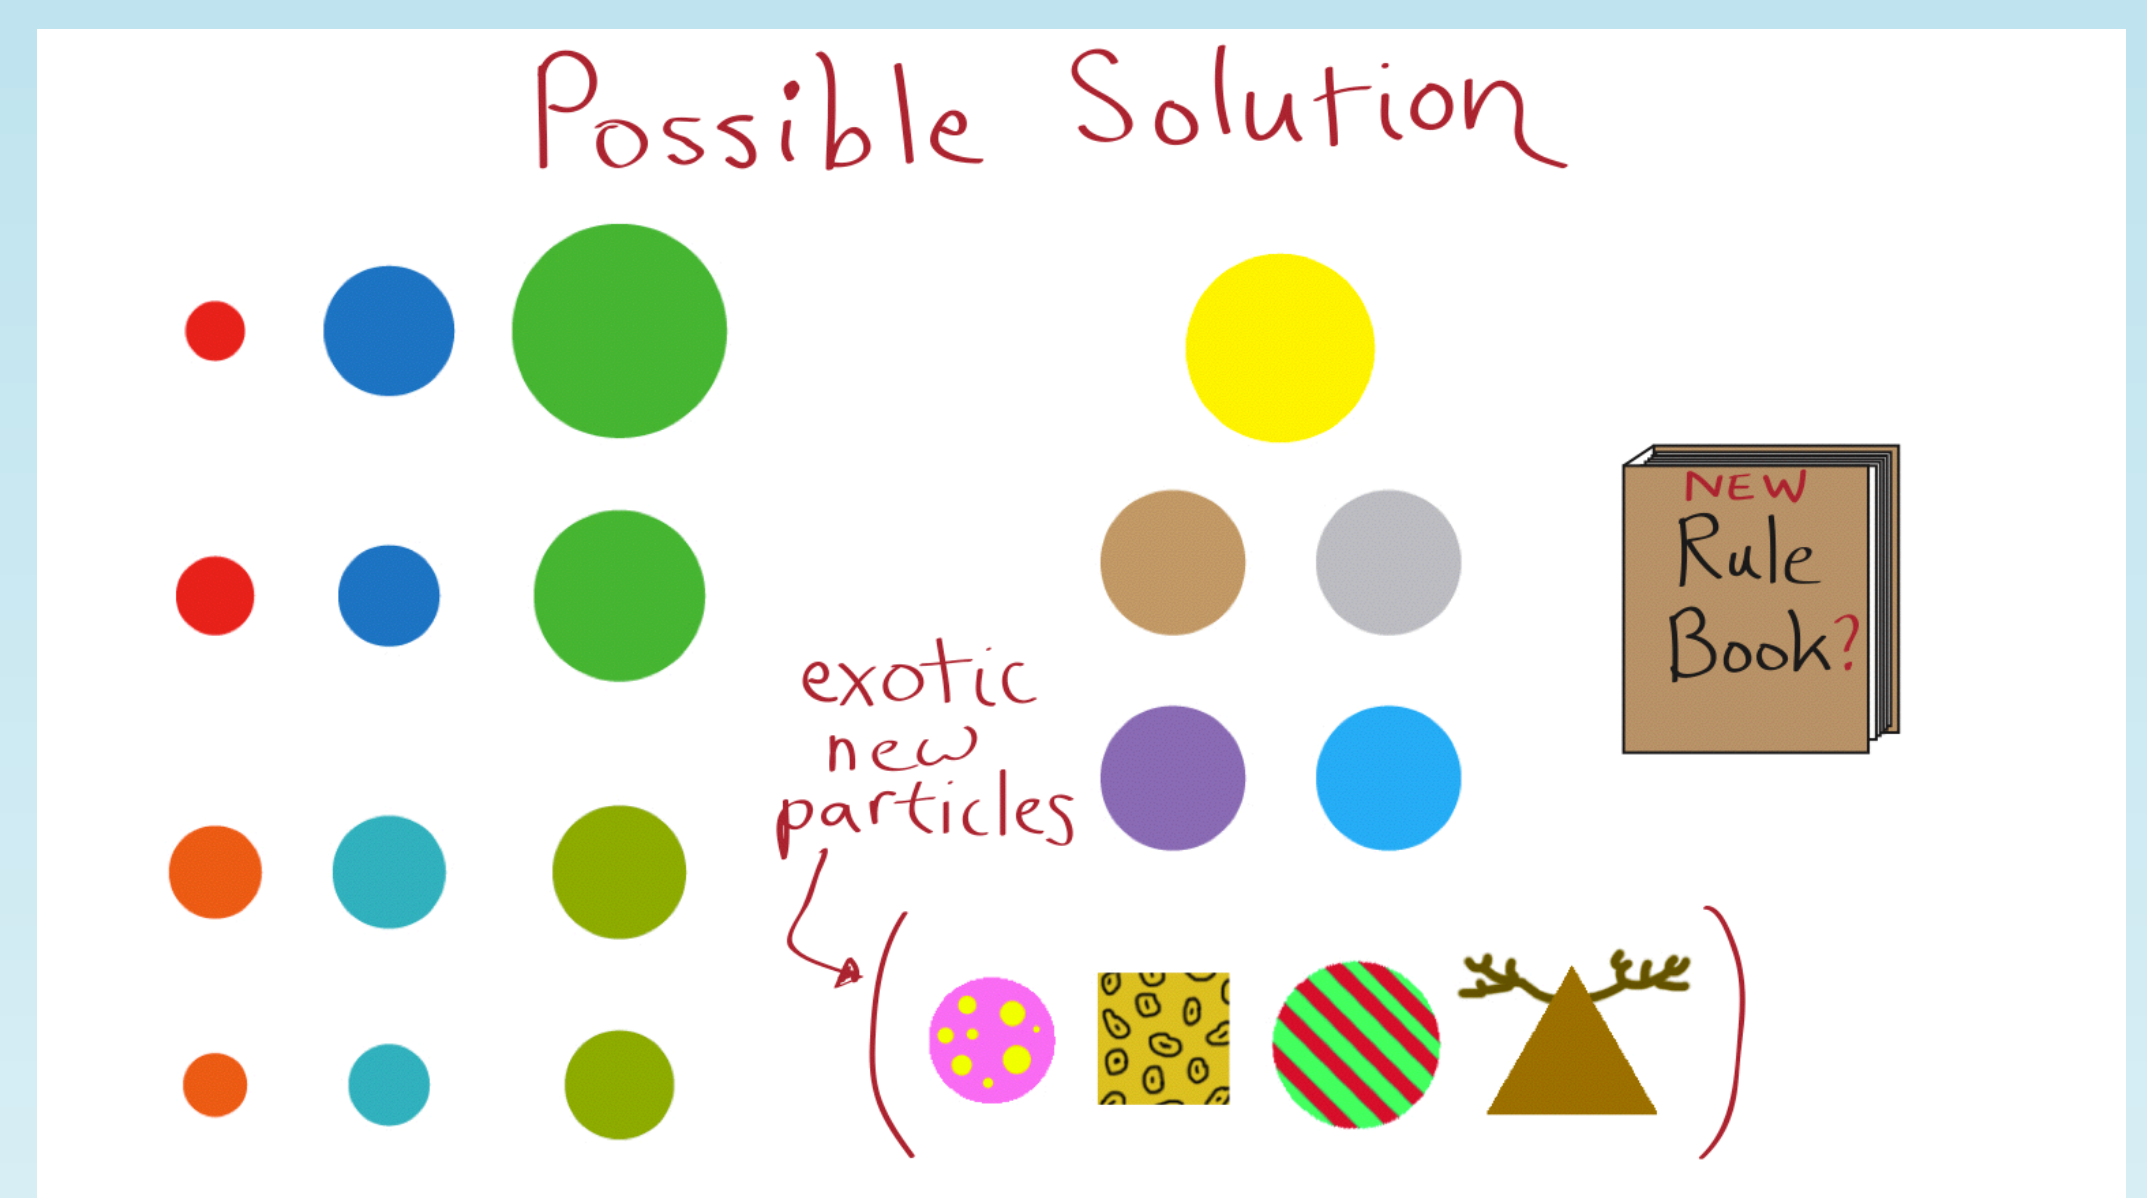 Possible Solution
NEW
Rule
Book?
exotic
new
particles